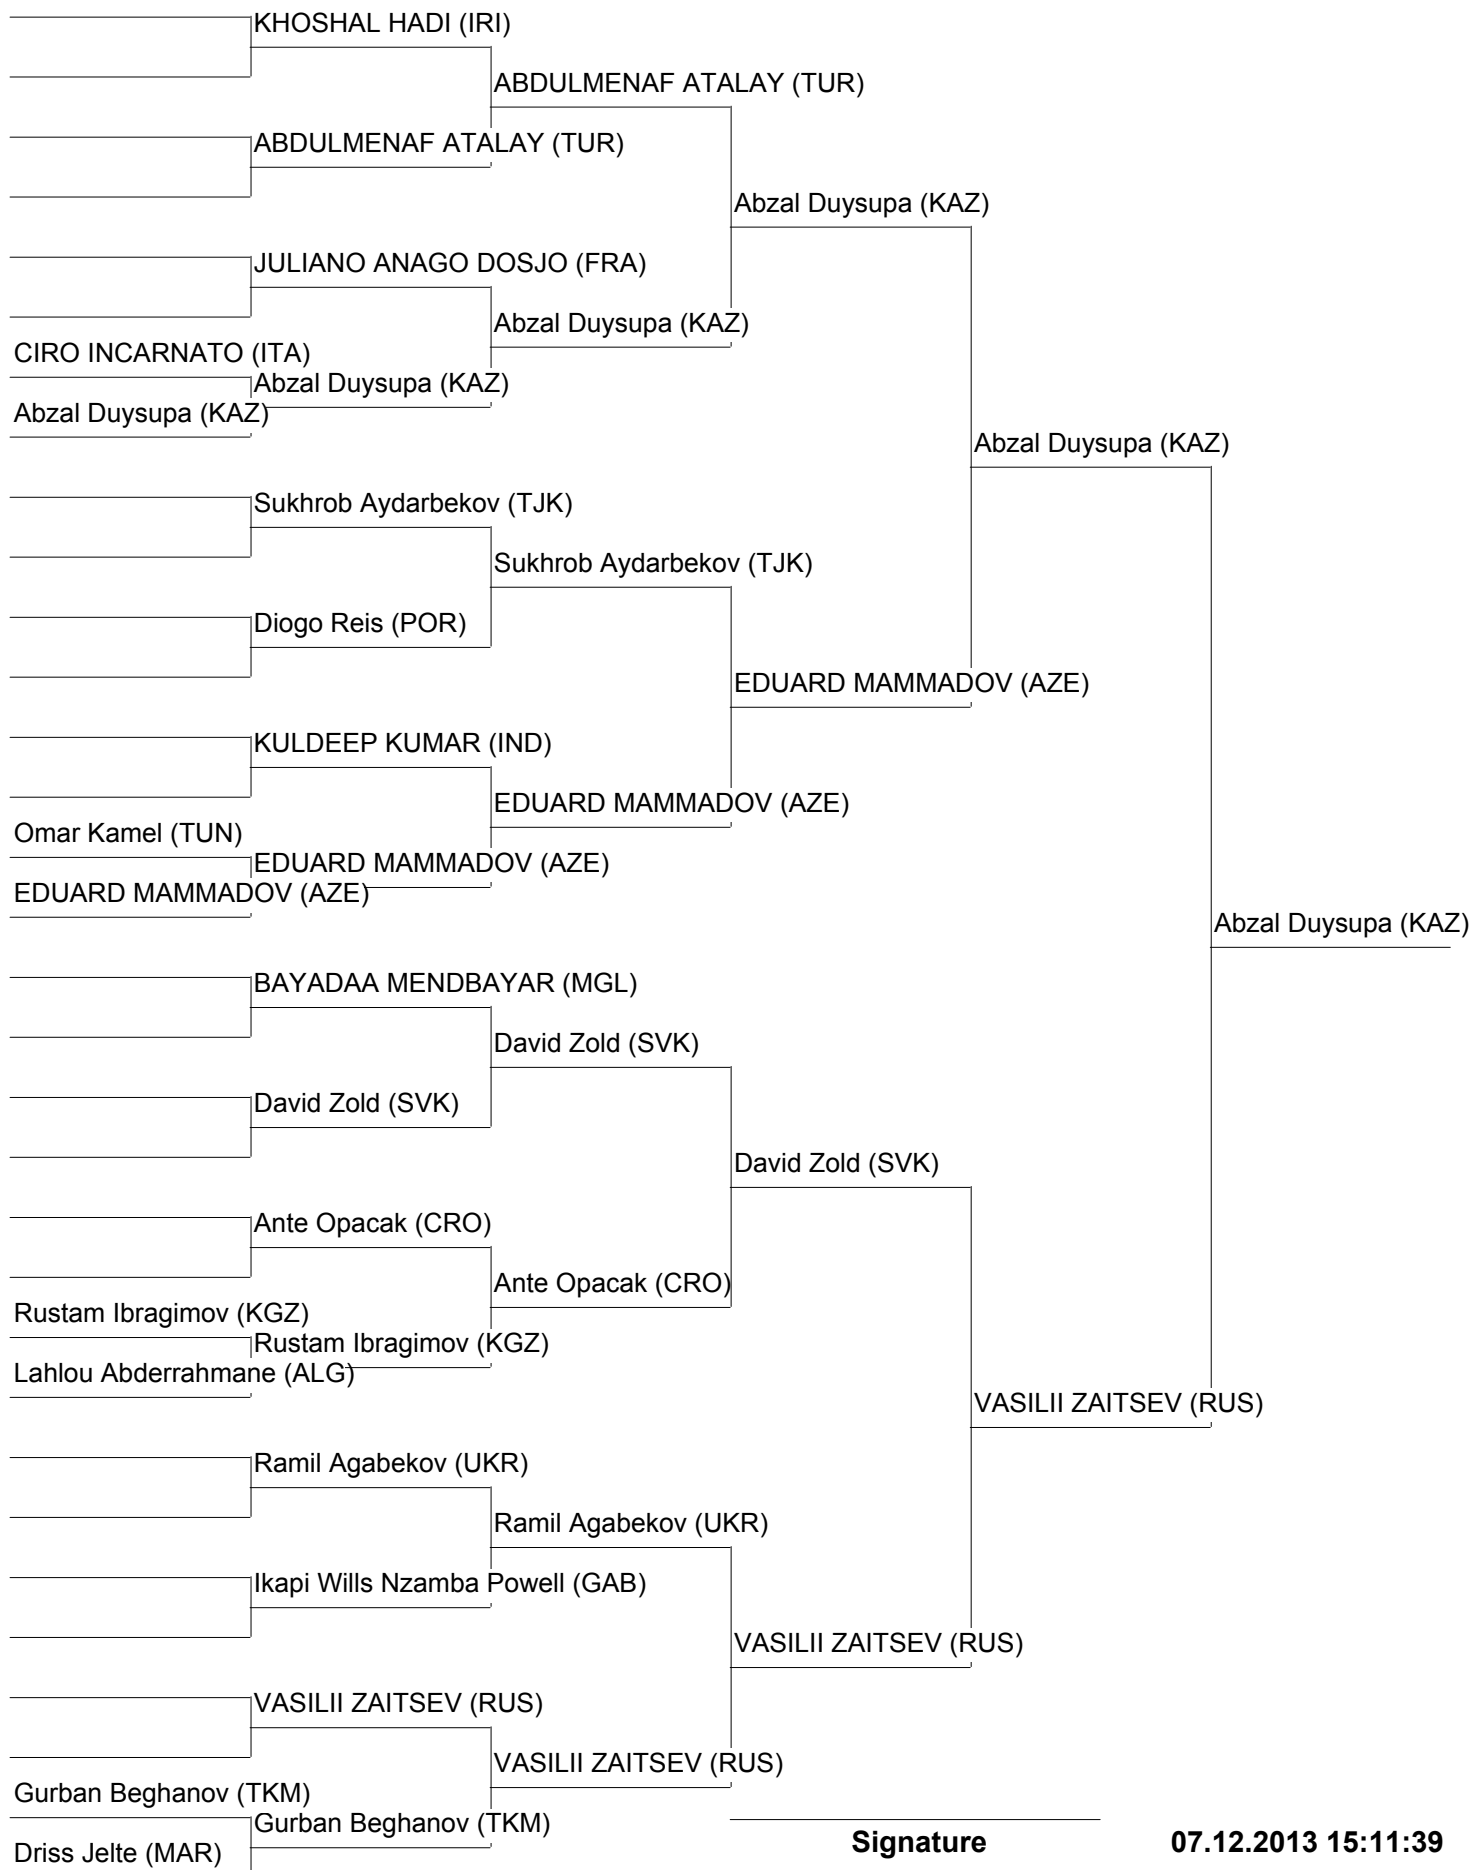 KHOSHAL HADI (IRI)
ABDULMENAF ATALAY (TUR)
ABDULMENAF ATALAY (TUR)
Abzal Duysupa (KAZ)
JULIANO ANAGO DOSJO (FRA)
Abzal Duysupa (KAZ)
CIRO INCARNATO (ITA)
Abzal Duysupa (KAZ)
Abzal Duysupa (KAZ)
Abzal Duysupa (KAZ)
Sukhrob Aydarbekov (TJK)
Sukhrob Aydarbekov (TJK)
Diogo Reis (POR)
EDUARD MAMMADOV (AZE)
KULDEEP KUMAR (IND)
EDUARD MAMMADOV (AZE)
Omar Kamel (TUN)
EDUARD MAMMADOV (AZE)
EDUARD MAMMADOV (AZE)
Abzal Duysupa (KAZ)
BAYADAA MENDBAYAR (MGL)
David Zold (SVK)
David Zold (SVK)
David Zold (SVK)
Ante Opacak (CRO)
Ante Opacak (CRO)
Rustam Ibragimov (KGZ)
Rustam Ibragimov (KGZ)
Lahlou Abderrahmane (ALG)
VASILII ZAITSEV (RUS)
Ramil Agabekov (UKR)
Ramil Agabekov (UKR)
Ikapi Wills Nzamba Powell (GAB)
VASILII ZAITSEV (RUS)
VASILII ZAITSEV (RUS)
VASILII ZAITSEV (RUS)
Gurban Beghanov (TKM)
Gurban Beghanov (TKM)
Driss Jelte (MAR)
Signature
07.12.2013 15:11:39